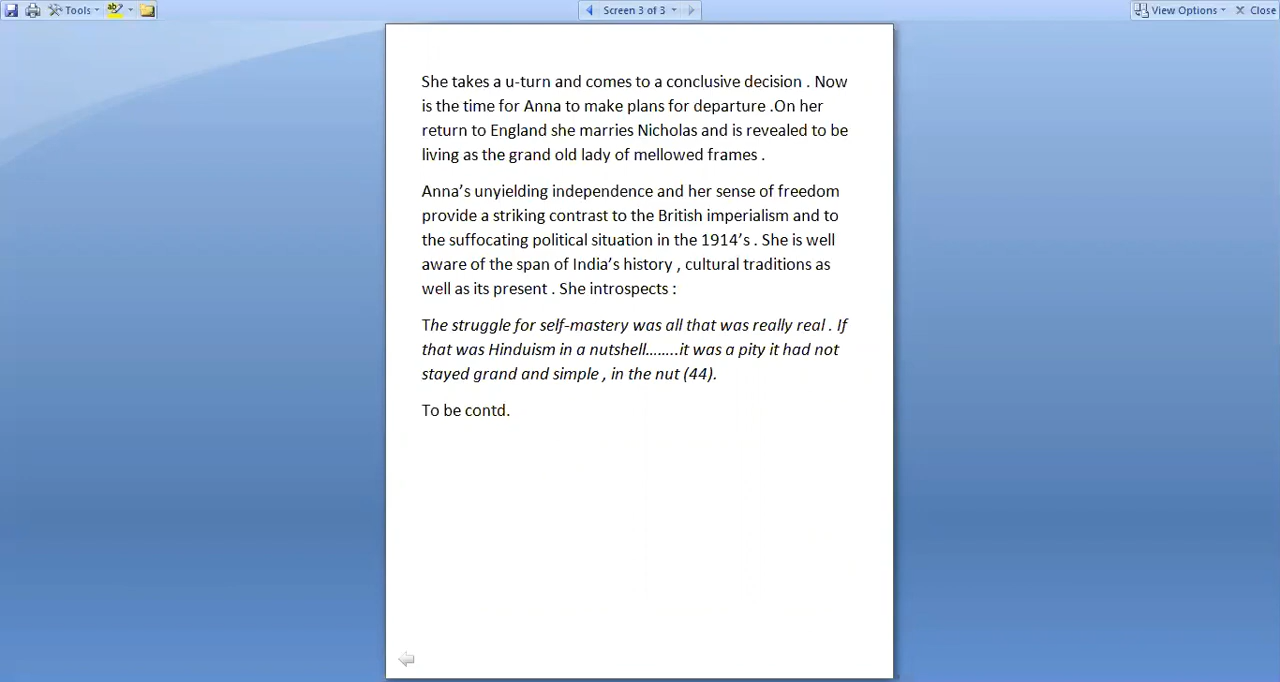 Tools
Screen 3 of 3
View Options
Close
She takes a u-turn and comes to a conclusive decision . Now
is the time for Anna to make plans for departure .On her
return to England she marries Nicholas and is revealed to be
living as the grand old lady of mellowed frames .
Anna’s unyielding independence and her sense of freedom
provide a striking contrast to the British imperialism and to
the suffocating political situation in the 1914’s . She is well
aware of the span of India’s history , cultural traditions as
well as its present . She introspects :
The struggle for self-mastery was all that was really real . If
that was Hinduism in a nutshell……..it was a pity it had not
stayed grand and simple , in the nut (44).
To be contd.